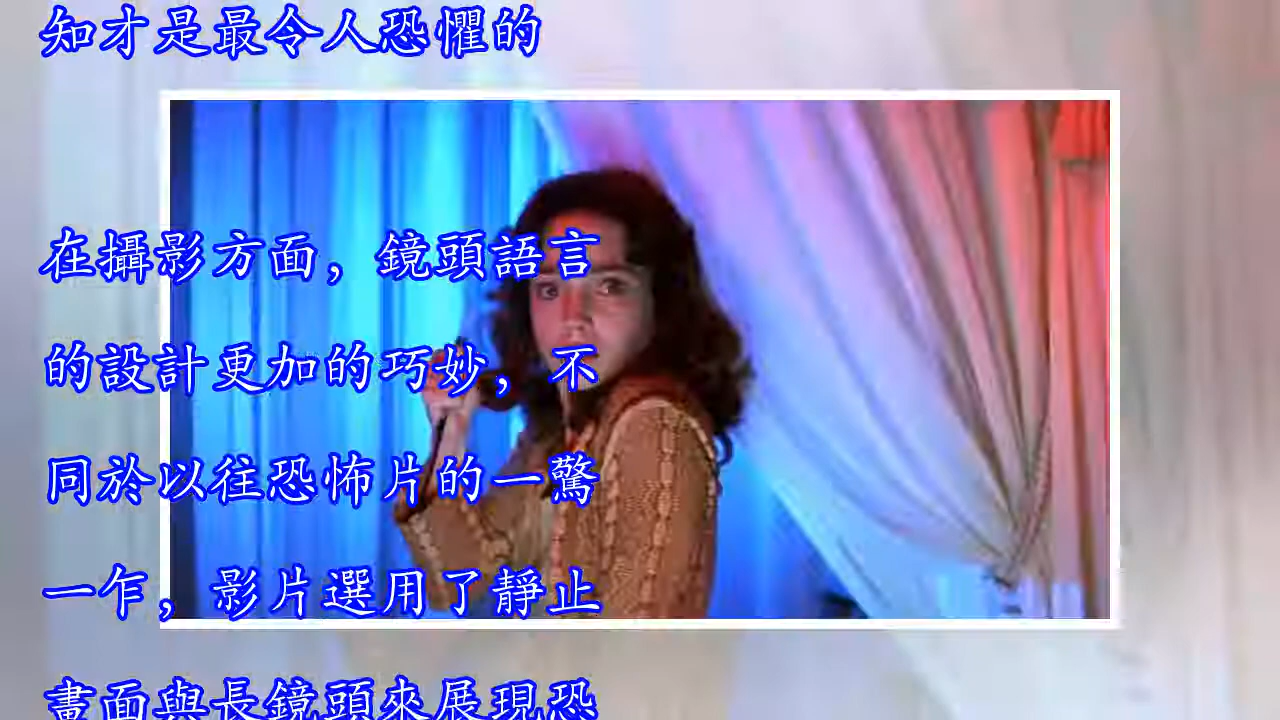 知才是最令人恐懼的
在攝影方面，鏡頭語言
的設計更加的巧妙，不
同於以往恐怖片的一驚
一乍，影片選用了靜止
畫面與長鏡頭來展現恐